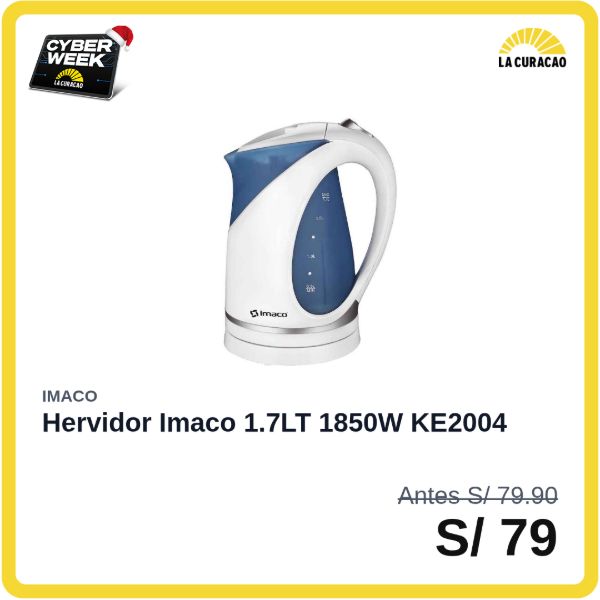 CYBER
WEEK
LA CURACAO
LA CURACAO
imaco
IMACO
Hervidor Imaco 1.7LT 1850W KE2004
Antes S/ 79.90
S/ 79